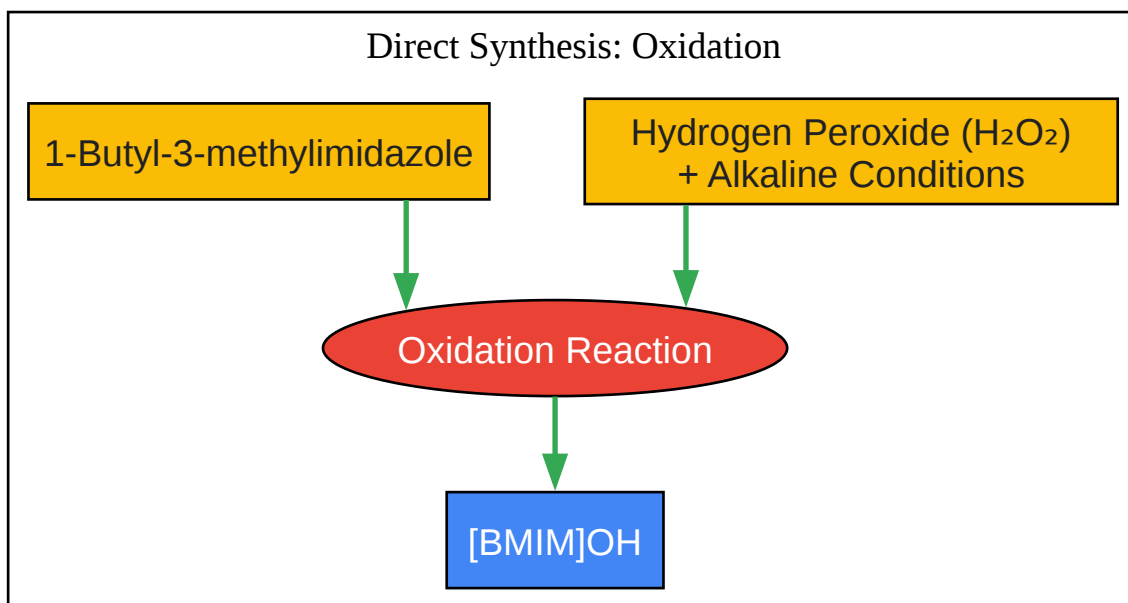 Direct Synthesis: Oxidation
1-Butyl-3-methylimidazole
Hydrogen Peroxide (H₂O₂)
+ Alkaline Conditions
Oxidation Reaction
[BMIM]OH